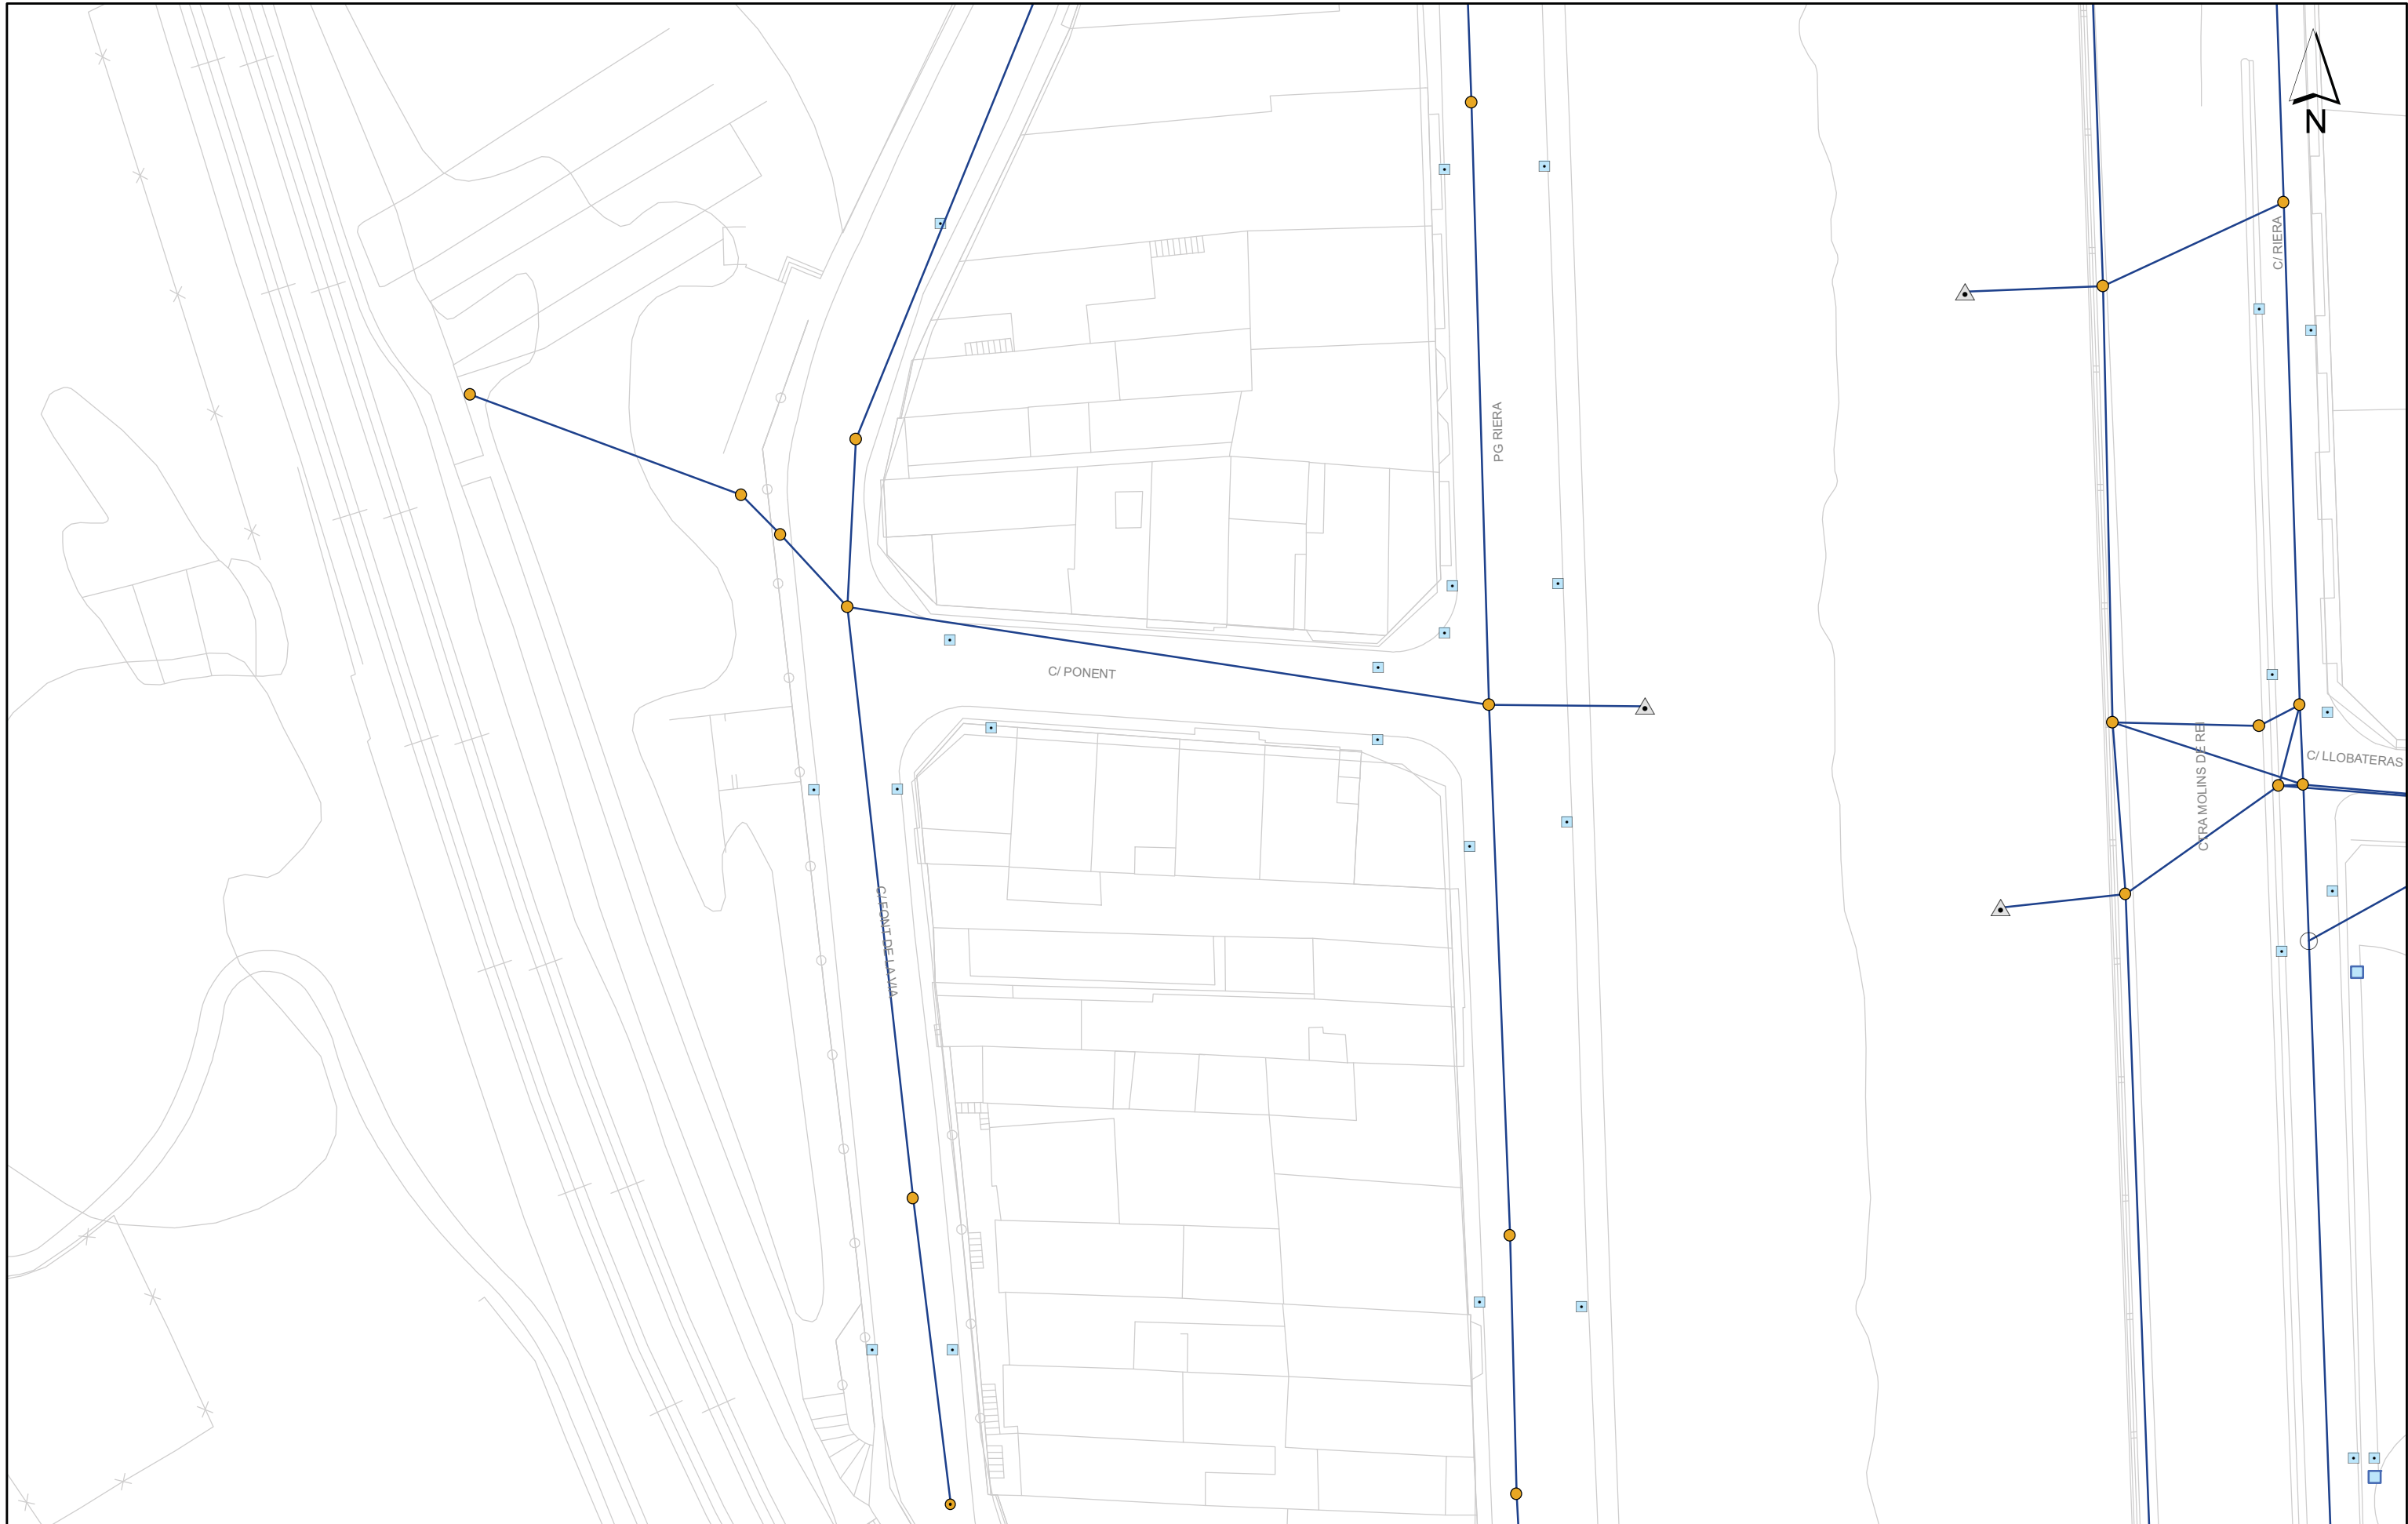 N
C/ RIERA
PG RIERA
C/ PONENT
CTRA MOLINS DE REI
C/ LLOBATERAS
C/ FONT DE LA VIA